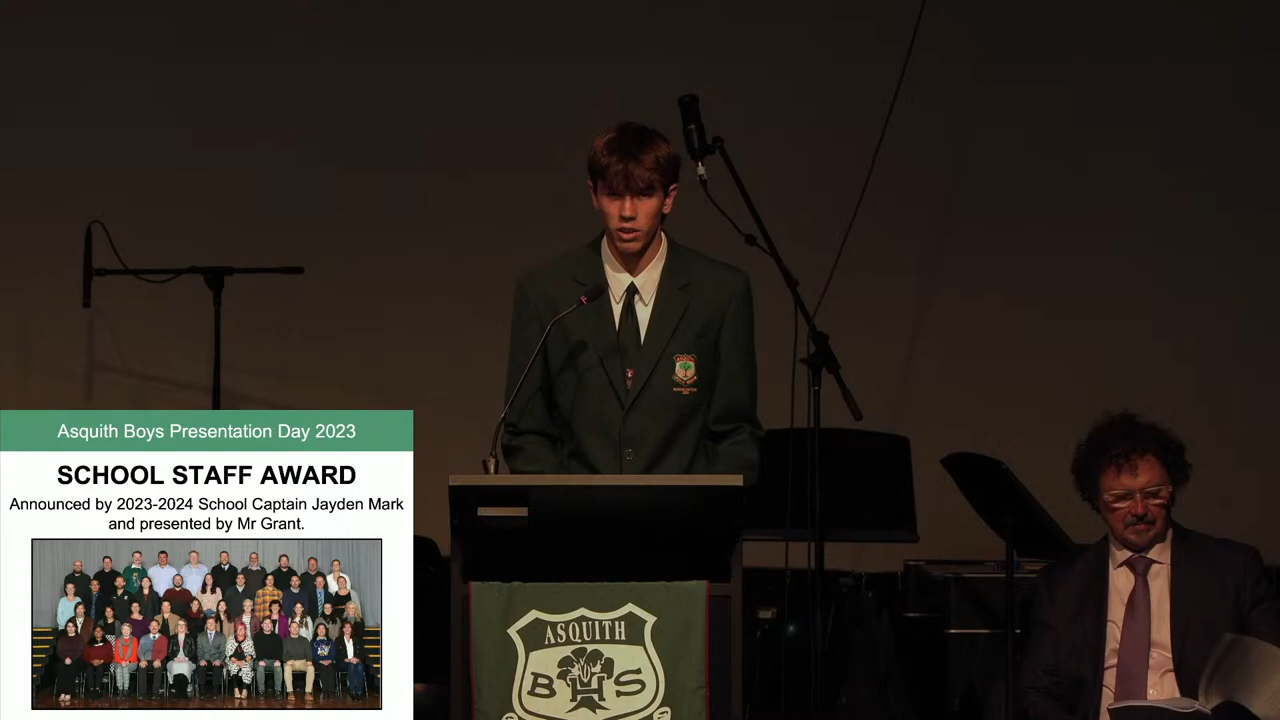 Asquith Boys Presentation Day 2023
SCHOOL STAFF AWARD
Announced by 2023-2024 School Captain Jayden Mark
and presented by Mr Grant.
ASQUITH
ASQUITH
B H S